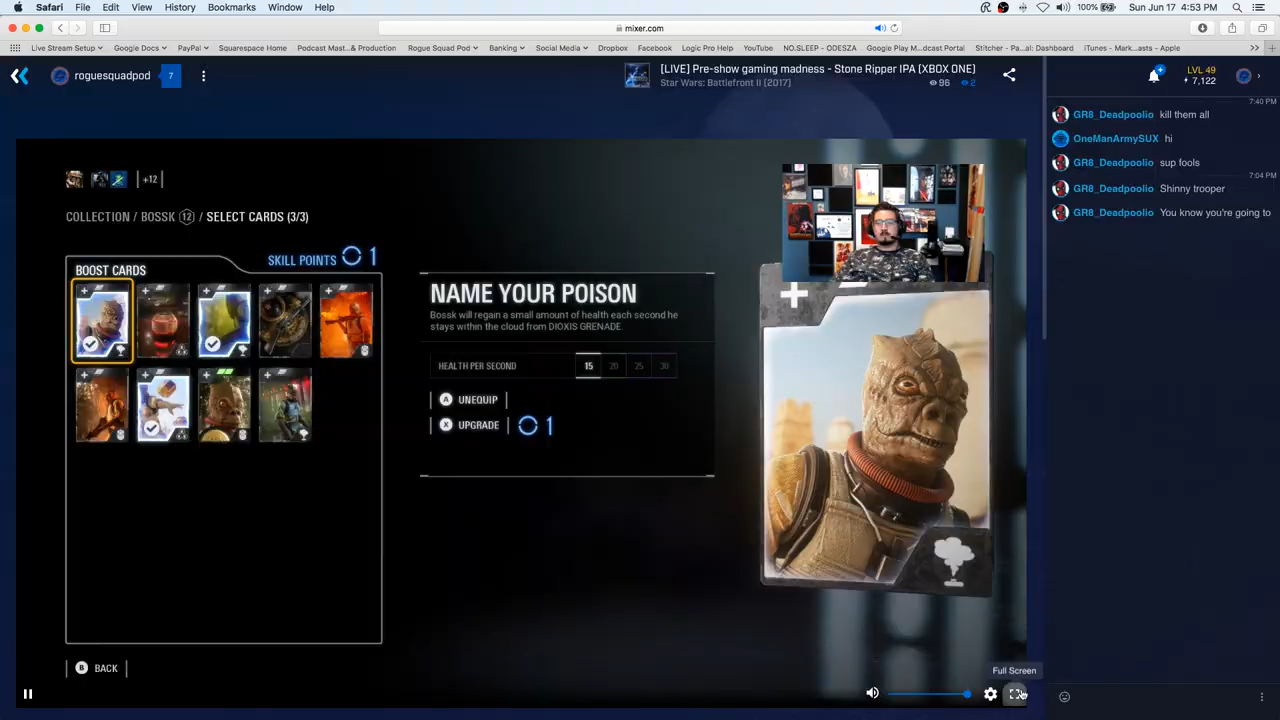 Safari File Edit View History Bookmarks Window Help
100% Sun Jun 17 4:53 PM
mixer.com
Live Stream Setup Google Docs PayPal Squarespace Home Podcast Mast...& Production Rogue Squad Pod Banking Social Media Dropbox Facebook Logic Pro Help YouTube NO.SLEEP - ODESZA Google Play M...dcast Portal Stitcher - Pa...al: Dashboard iTunes - Mark...asts - Apple
roguesquadpod 7
[LIVE] Pre-show gaming madness - Stone Ripper IPA (XBOX ONE)
Star Wars: Battlefront II [2017]
96 2
LVL 49
7,122
7:40 PM
GR8_Deadpoolio kill them all
OneManArmySUX hi
GR8_Deadpoolio sup fools
7:04 PM
GR8_Deadpoolio Shinny trooper
GR8_Deadpoolio You know you're going to
+12
COLLECTION / BOSSK 12 / SELECT CARDS (3/3)
SKILL POINTS 1
BOOST CARDS
NAME YOUR POISON
Bossk will regain a small amount of health each second he
stays within the cloud from DIOXIS GRENADE.
HEALTH PER SECOND 15 20 25 30
A UNEQUIP
X UPGRADE 1
B BACK
Full Screen